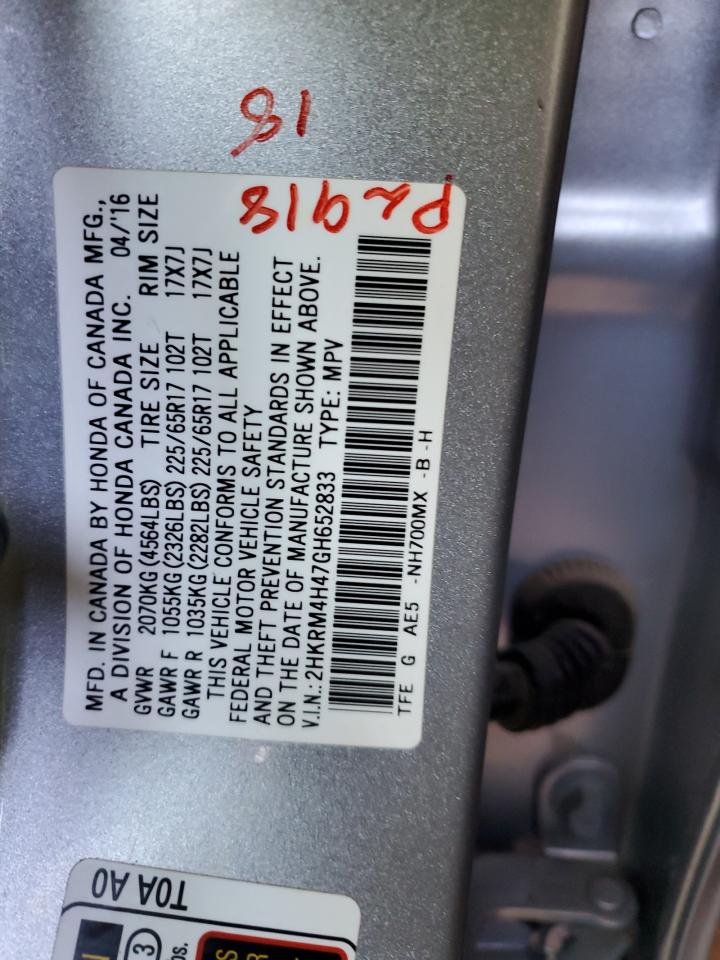 MFD. IN CANADA BY HONDA OF CANADA MFG.,
A DIVISION OF HONDA CANADA INC. 04/'16
GVWR 2070KG(4564LBS) TIRE SIZE RIM SIZE
GAWR F 1055KG(2326LBS) 225/65R17 102T 17X7J
GAWR R 1035KG(2282LBS) 225/65R17 102T 17X7J
THIS VEHICLE CONFORMS TO ALL APPLICABLE
FEDERAL MOTOR VEHICLE SAFETY
AND THEFT PREVENTION STANDARDS IN EFFECT
ON THE DATE OF MANUFACTURE SHOWN ABOVE.
V.I.N.: 2HKRM4H47GH652833 TYPE: MPV
TFE G AE5 -NH700MX -B -H
918
18
T0A A0
3